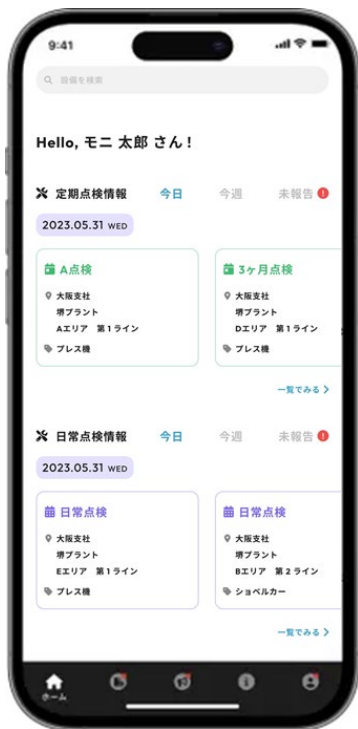 9:41
設備を検索
Hello, モニ 太郎 さん！
定期点検情報 今日 今週 未報告
2023.05.31 WED
A点検 3ヶ月点検
大阪支社 大阪支社
堺プラント 堺プラント
Aエリア 第1ライン Dエリア 第1ライン
プレス機 プレス機
一覧でみる
日常点検情報 今日 今週 未報告
2023.05.31 WED
日常点検 日常点検
大阪支社 大阪支社
堺プラント 堺プラント
Eエリア 第1ライン Bエリア 第2ライン
プレス機 ショベルカー
一覧でみる
ホーム